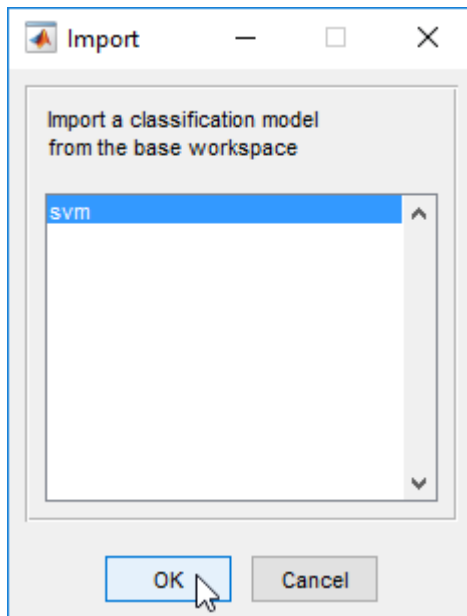 Import
Import a classification model
from the base workspace
svm
OK
Cancel